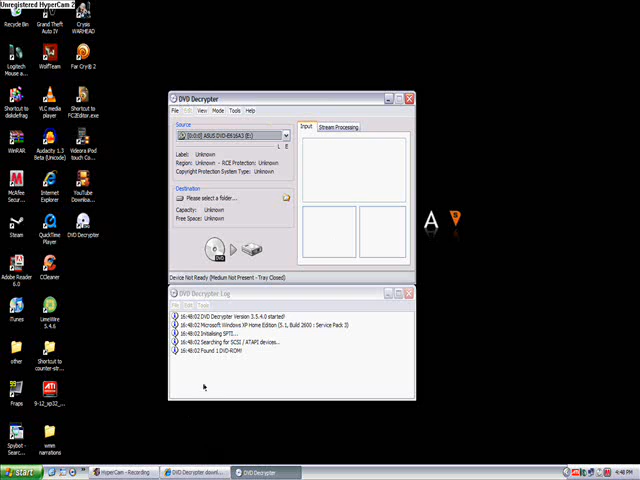 Unregistered HyperCam 2
Recycle Bin
Grand Theft Auto IV
Crysis WARHEAD
Logitech Mouse a...
WolfTeam
Far Cry® 2
Shortcut to diskdefrag
VLC media player
Shortcut to FC2Editor.exe
WinRAR
Audacity 1.3 Beta (Unicode)
Videora iPod touch Co...
McAfee Secur...
Internet Explorer
YouTube Downloa...
Steam
QuickTime Player
DVD Decrypter
Adobe Reader 6.0
CCleaner
iTunes
LimeWire 5.4.6
other
Shortcut to counter-str...
Fraps
9-12_xp32_...
Spybot - Searc...
wmm narrations
DVD Decrypter
File Edit View Mode Tools Help
Source
[0:0:0] ASUS DVD-E616A3 (E:)
L E
Label: Unknown
Region: Unknown - RCE Protection: Unknown
Copyright Protection System Type: Unknown
Destination
Please select a folder...
Capacity: Unknown
Free Space: Unknown
DVD
Input Stream Processing
Device Not Ready (Medium Not Present - Tray Closed)
DVD Decrypter Log
File Edit Tools
16:48:02 DVD Decrypter Version 3.5.4.0 started!
16:48:02 Microsoft Windows XP Home Edition (5.1, Build 2600 : Service Pack 3)
16:48:02 Initialising SPTI...
16:48:02 Searching for SCSI / ATAPI devices...
16:48:02 Found 1 DVD-ROM!
A
start
HyperCam - Recording
DVD Decrypter downl...
DVD Decrypter
4:48 PM